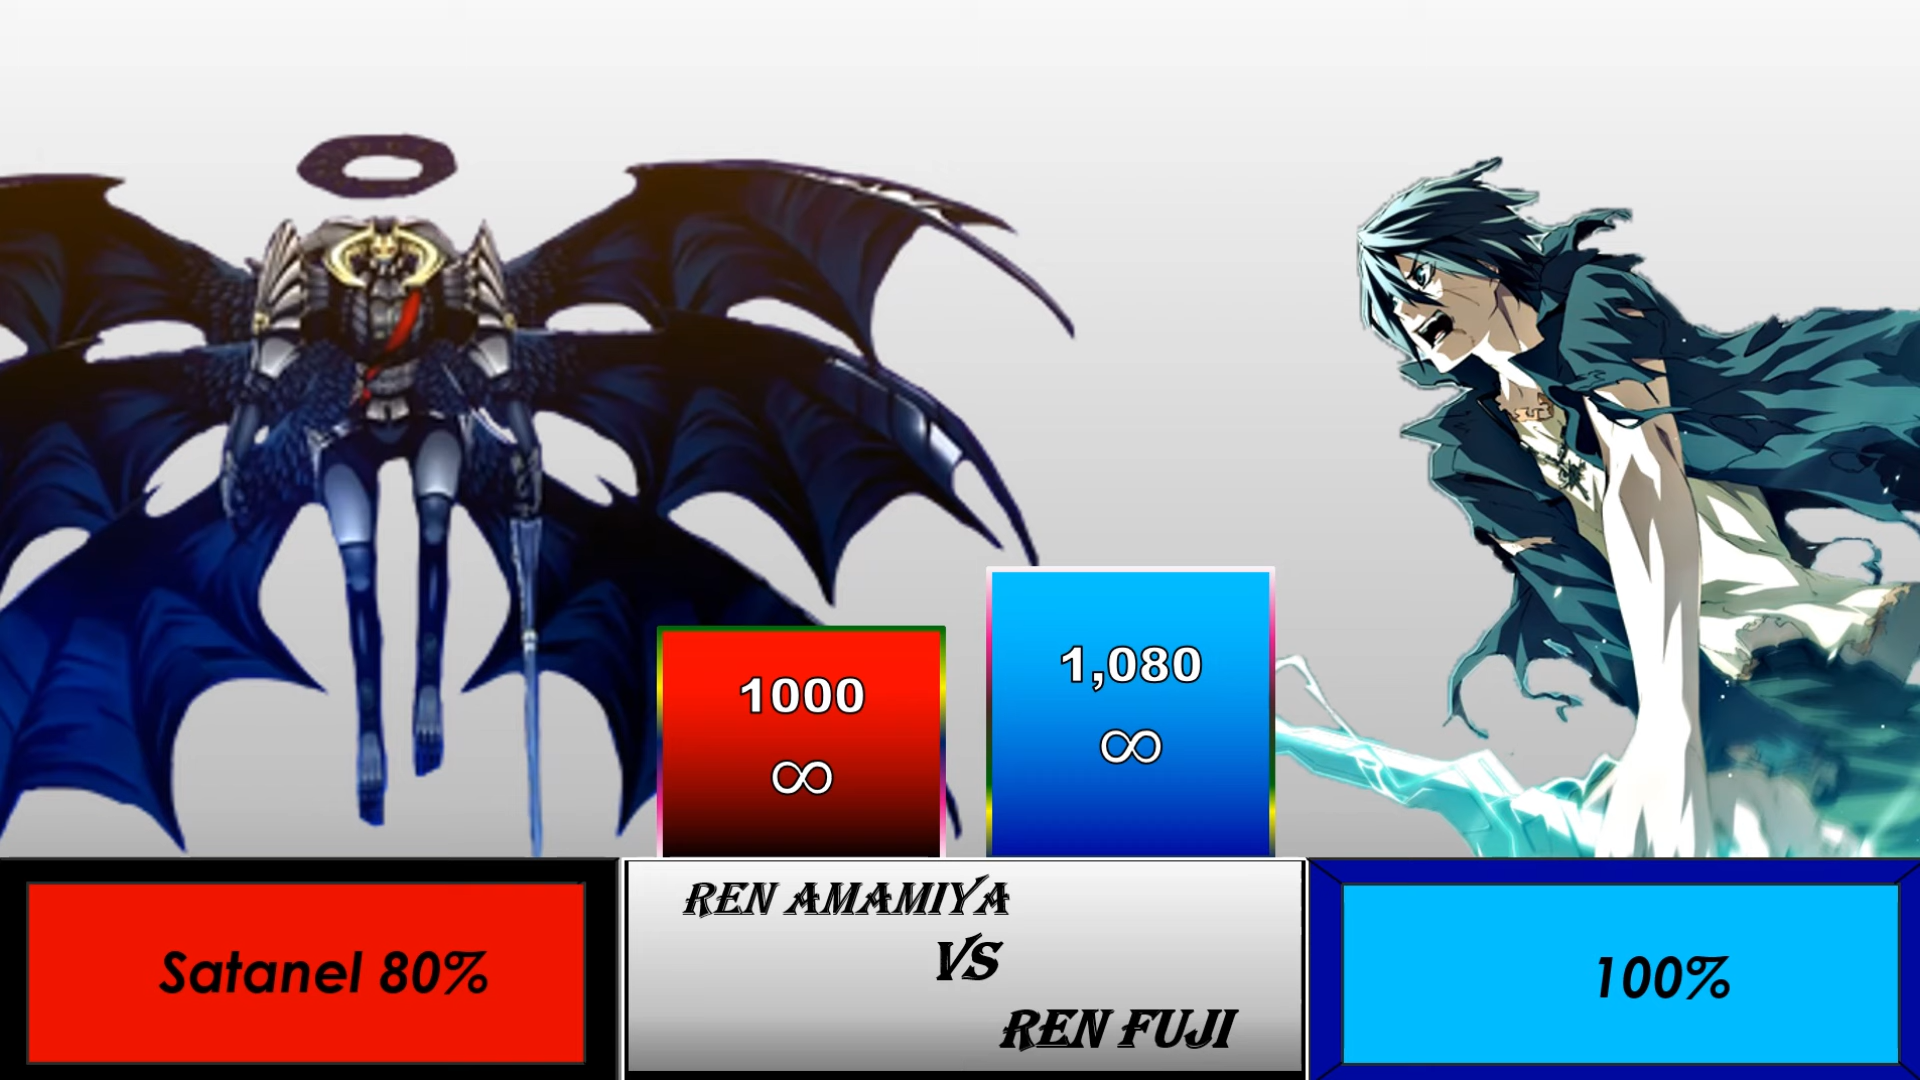 1000
∞
1,080
∞
Satanel 80%
REN AMAMIYA
VS
REN FUJI
100%